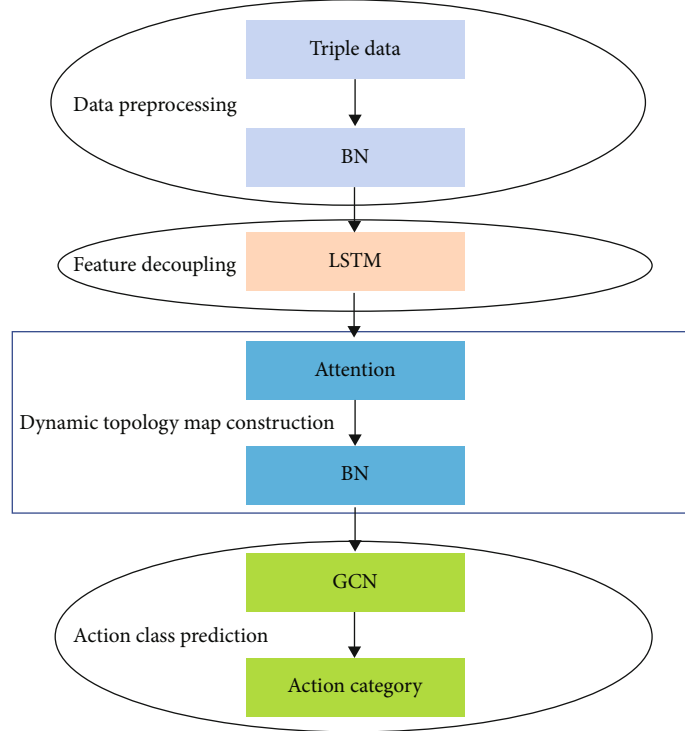 Triple data
Data preprocessing
BN
Feature decoupling
LSTM
Attention
Dynamic topology map construction
BN
GCN
Action class prediction
Action category